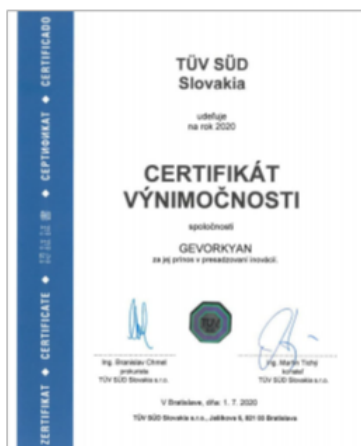 TÜV SÜD
Slovakia
udeľuje
na rok 2020
CERTIFIKÁT
VÝNIMOČNOSTI
spoločnosti
GEVORKYAN
za jej prínos v presadzovaní inovácií.
Ing. Stanislav Chmel
prokurista
TÜV SÜD Slovakia s.r.o.
Ing. Martin Tichý
konateľ
TÜV SÜD Slovakia s.r.o.
V Bratislave, dňa: 1. 7. 2020
TÜV SÜD Slovakia s.r.o., Jašíkova 6, 821 03 Bratislava
ZERTIFIKAT ◆ CERTIFICATE ◆
◆ СЕРТИФИКАТ ◆ CERTIFICADO